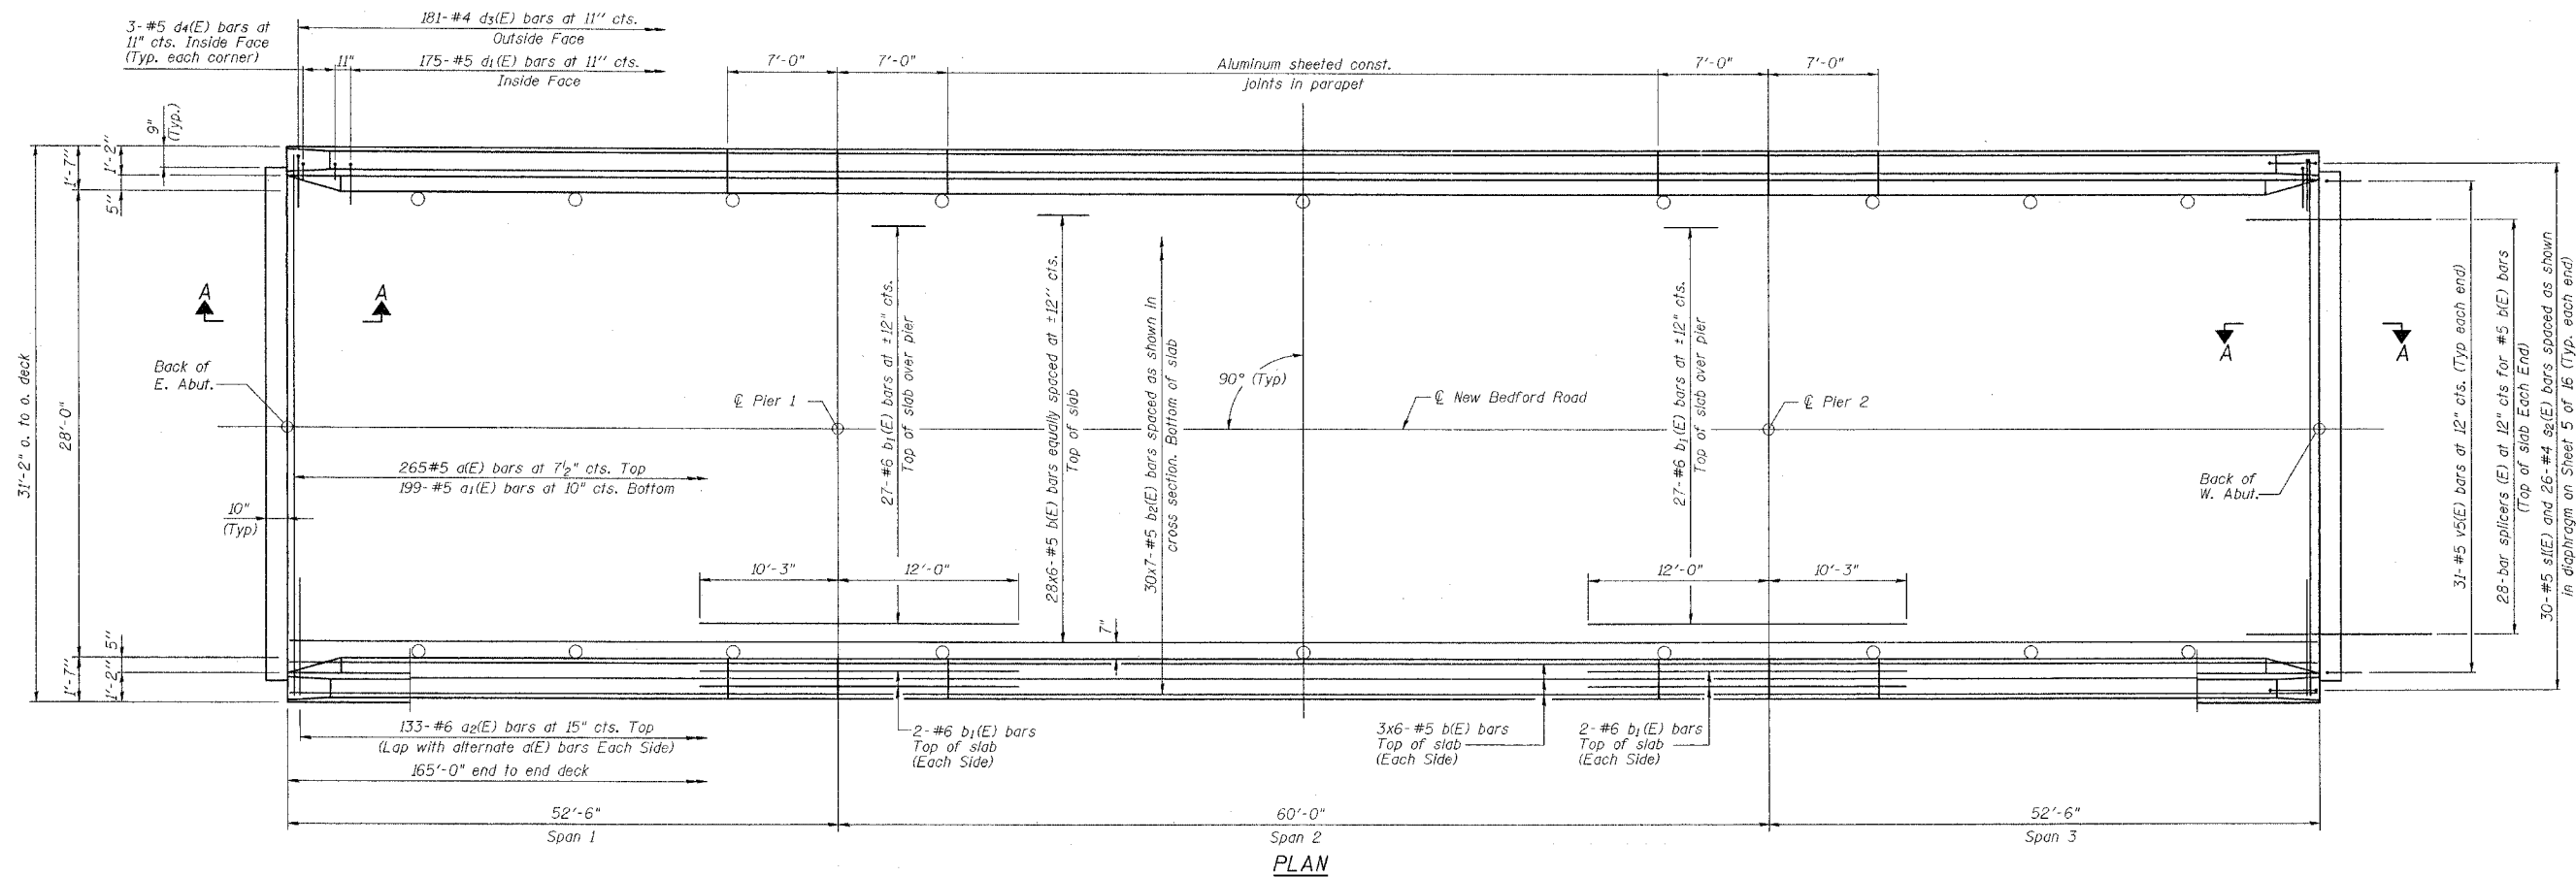 3-#5 d4(E) bars at
11" cts. Inside Face
(Typ. each corner)
181-#4 d3(E) bars at 11" cts.
Outside Face
11"
175-#5 d1(E) bars at 11" cts.
Inside Face
7'-0"
7'-0"
Aluminum sheeted const.
joints in parapet
7'-0"
7'-0"
9"
(Typ.)
1'-7"
1'-2"
5"
31'-2" o. to o. deck
28'-0"
A
A
Back of
E. Abut.
10"
(Typ)
265#5 a(E) bars at 7 1/2" cts. Top
199-#5 a1(E) bars at 10" cts. Bottom
℄ Pier 1
27-#6 b1(E) bars at ±12" cts.
Top of slab over pier
28x6-#5 b(E) bars equally spaced at ±12" cts.
Top of slab
30x7-#5 b2(E) bars spaced as shown in
cross section. Bottom of slab
90° (Typ)
℄ New Bedford Road
27-#6 b1(E) bars at ±12" cts.
Top of slab over pier
℄ Pier 2
A
A
Back of
W. Abut.
31-#5 v5(E) bars at 12" cts. (Typ each end)
28-bar splicers (E) at 12" cts for #5 b(E) bars
(Top of slab Each End)
30-#5 s1(E) and 26-#4 s2(E) bars spaced as shown
in diaphragm on Sheet 5 of 16 (Typ. each end)
10'-3"
12'-0"
12'-0"
10'-3"
7"
5"
1'-7"
1'-2"
133-#6 a2(E) bars at 15" cts. Top
(Lap with alternate a(E) bars Each Side)
165'-0" end to end deck
2-#6 b1(E) bars
Top of slab
(Each Side)
3x6-#5 b(E) bars
Top of slab
(Each Side)
2-#6 b1(E) bars
Top of slab
(Each Side)
52'-6"
Span 1
60'-0"
Span 2
52'-6"
Span 3
PLAN